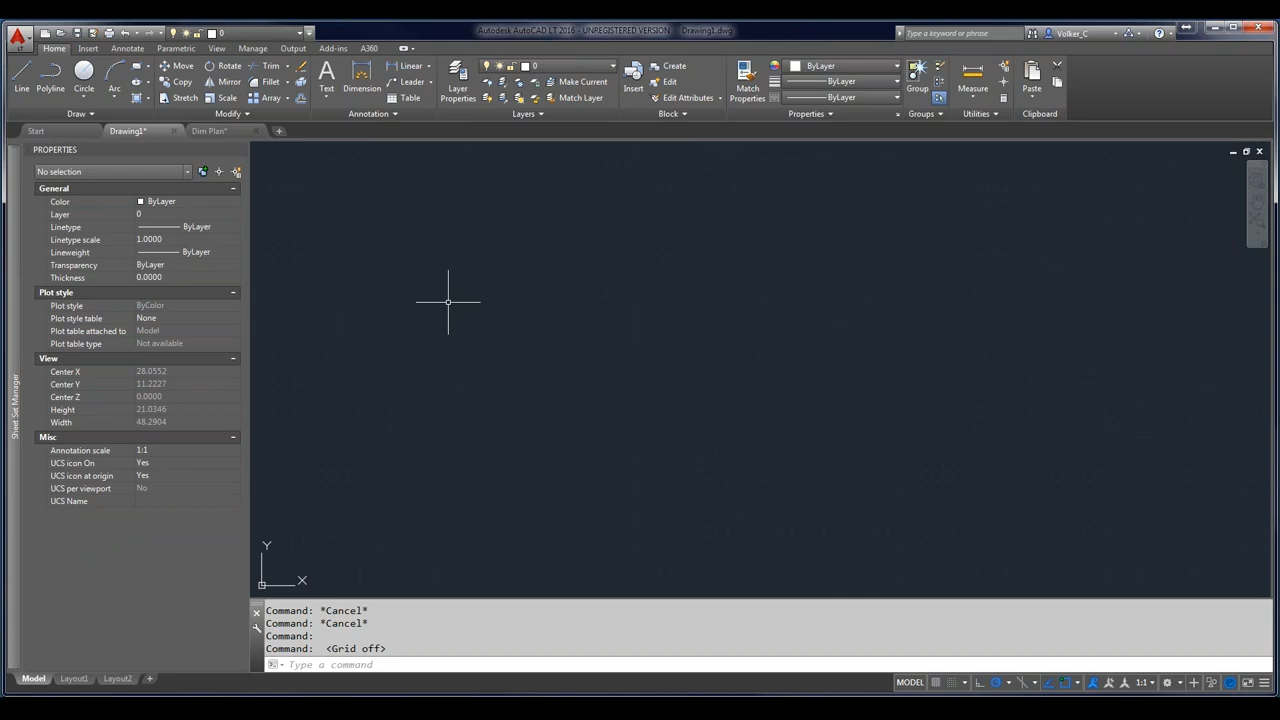 Autodesk AutoCAD LT 2016 - UNREGISTERED VERSION Drawing1.dwg
0
Type a keyword or phrase
Volker_C
LT
Home Insert Annotate Parametric View Manage Output Add-ins A360
Line Polyline Circle Arc
Move Rotate Trim
Copy Mirror Fillet
Stretch Scale Array
Text Dimension
Linear
Leader
Table
Layer Properties
0
Make Current
Match Layer
Insert
Create
Edit
Edit Attributes
Match Properties
ByLayer
ByLayer
ByLayer
Group
Measure
Paste
Draw Modify Annotation Layers Block Properties Groups Utilities Clipboard
Start Drawing1* Dim Plan*
PROPERTIES
No selection
General
Color ByLayer
Layer 0
Linetype ByLayer
Linetype scale 1.0000
Lineweight ByLayer
Transparency ByLayer
Thickness 0.0000
Plot style
Plot style ByColor
Plot style table None
Plot table attached to Model
Plot table type Not available
View
Center X 28.0552
Center Y 11.2227
Center Z 0.0000
Height 21.0346
Width 48.2904
Misc
Annotation scale 1:1
UCS icon On Yes
UCS icon at origin Yes
UCS per viewport No
UCS Name
Sheet Set Manager
Y
X
Command: *Cancel*
Command: *Cancel*
Command:
Command: <Grid off>
Type a command
Model Layout1 Layout2
MODEL 1:1